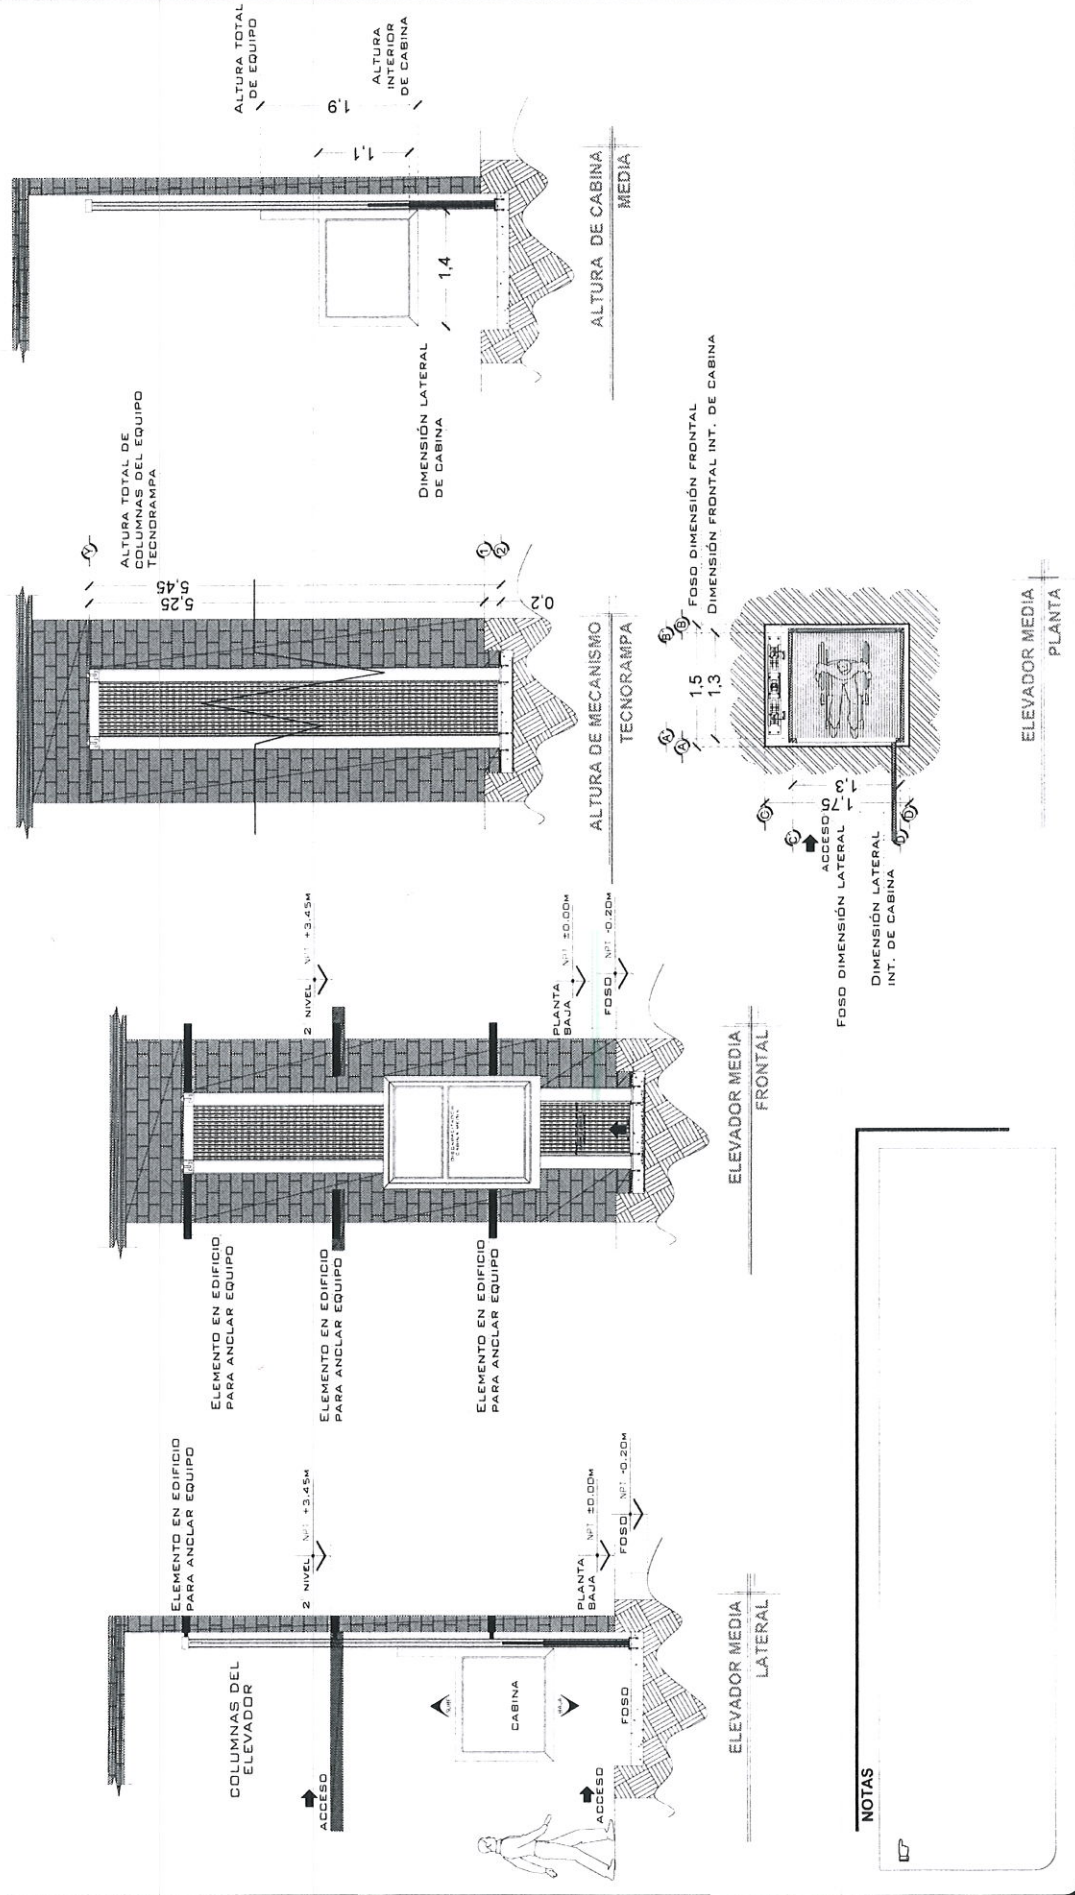 ELEMENTO EN EDIFICIO
PARA ANCLAR EQUIPO
COLUMNAS DEL
ELEVADOR
2 NIVEL NPT +3.45M
ACCESO
CABINA
PLANTA
BAJA NPT ±0.00M
FOSO NPT -0.20M
FOSO
ACCESO
ELEVADOR MEDIA
LATERAL
ELEMENTO EN EDIFICIO
PARA ANCLAR EQUIPO
ELEMENTO EN EDIFICIO
PARA ANCLAR EQUIPO
ELEMENTO EN EDIFICIO
PARA ANCLAR EQUIPO
2 NIVEL NPT +3.45M
PLANTA
BAJA NPT ±0.00M
FOSO NPT -0.20M
ELEVADOR MEDIA
FRONTAL
ALTURA TOTAL DE
COLUMNAS DEL EQUIPO
TECNORAMPA
5,25
5,45
0,2
1
2
ALTURA DE MECANISMO
TECNORAMPA
ALTURA TOTAL
DE EQUIPO
1,9
ALTURA
INTERIOR
DE CABINA
1,1
1,4
DIMENSIÓN LATERAL
DE CABINA
ALTURA DE CABINA
MEDIA
A
B
A
B
1,5
1,3
FOSO DIMENSIÓN FRONTAL
DIMENSIÓN FRONTAL INT. DE CABINA
C
C
1,3
1,75
D
D
ACCESO
FOSO DIMENSIÓN LATERAL
DIMENSIÓN LATERAL
INT. DE CABINA
ELEVADOR MEDIA
PLANTA
NOTAS